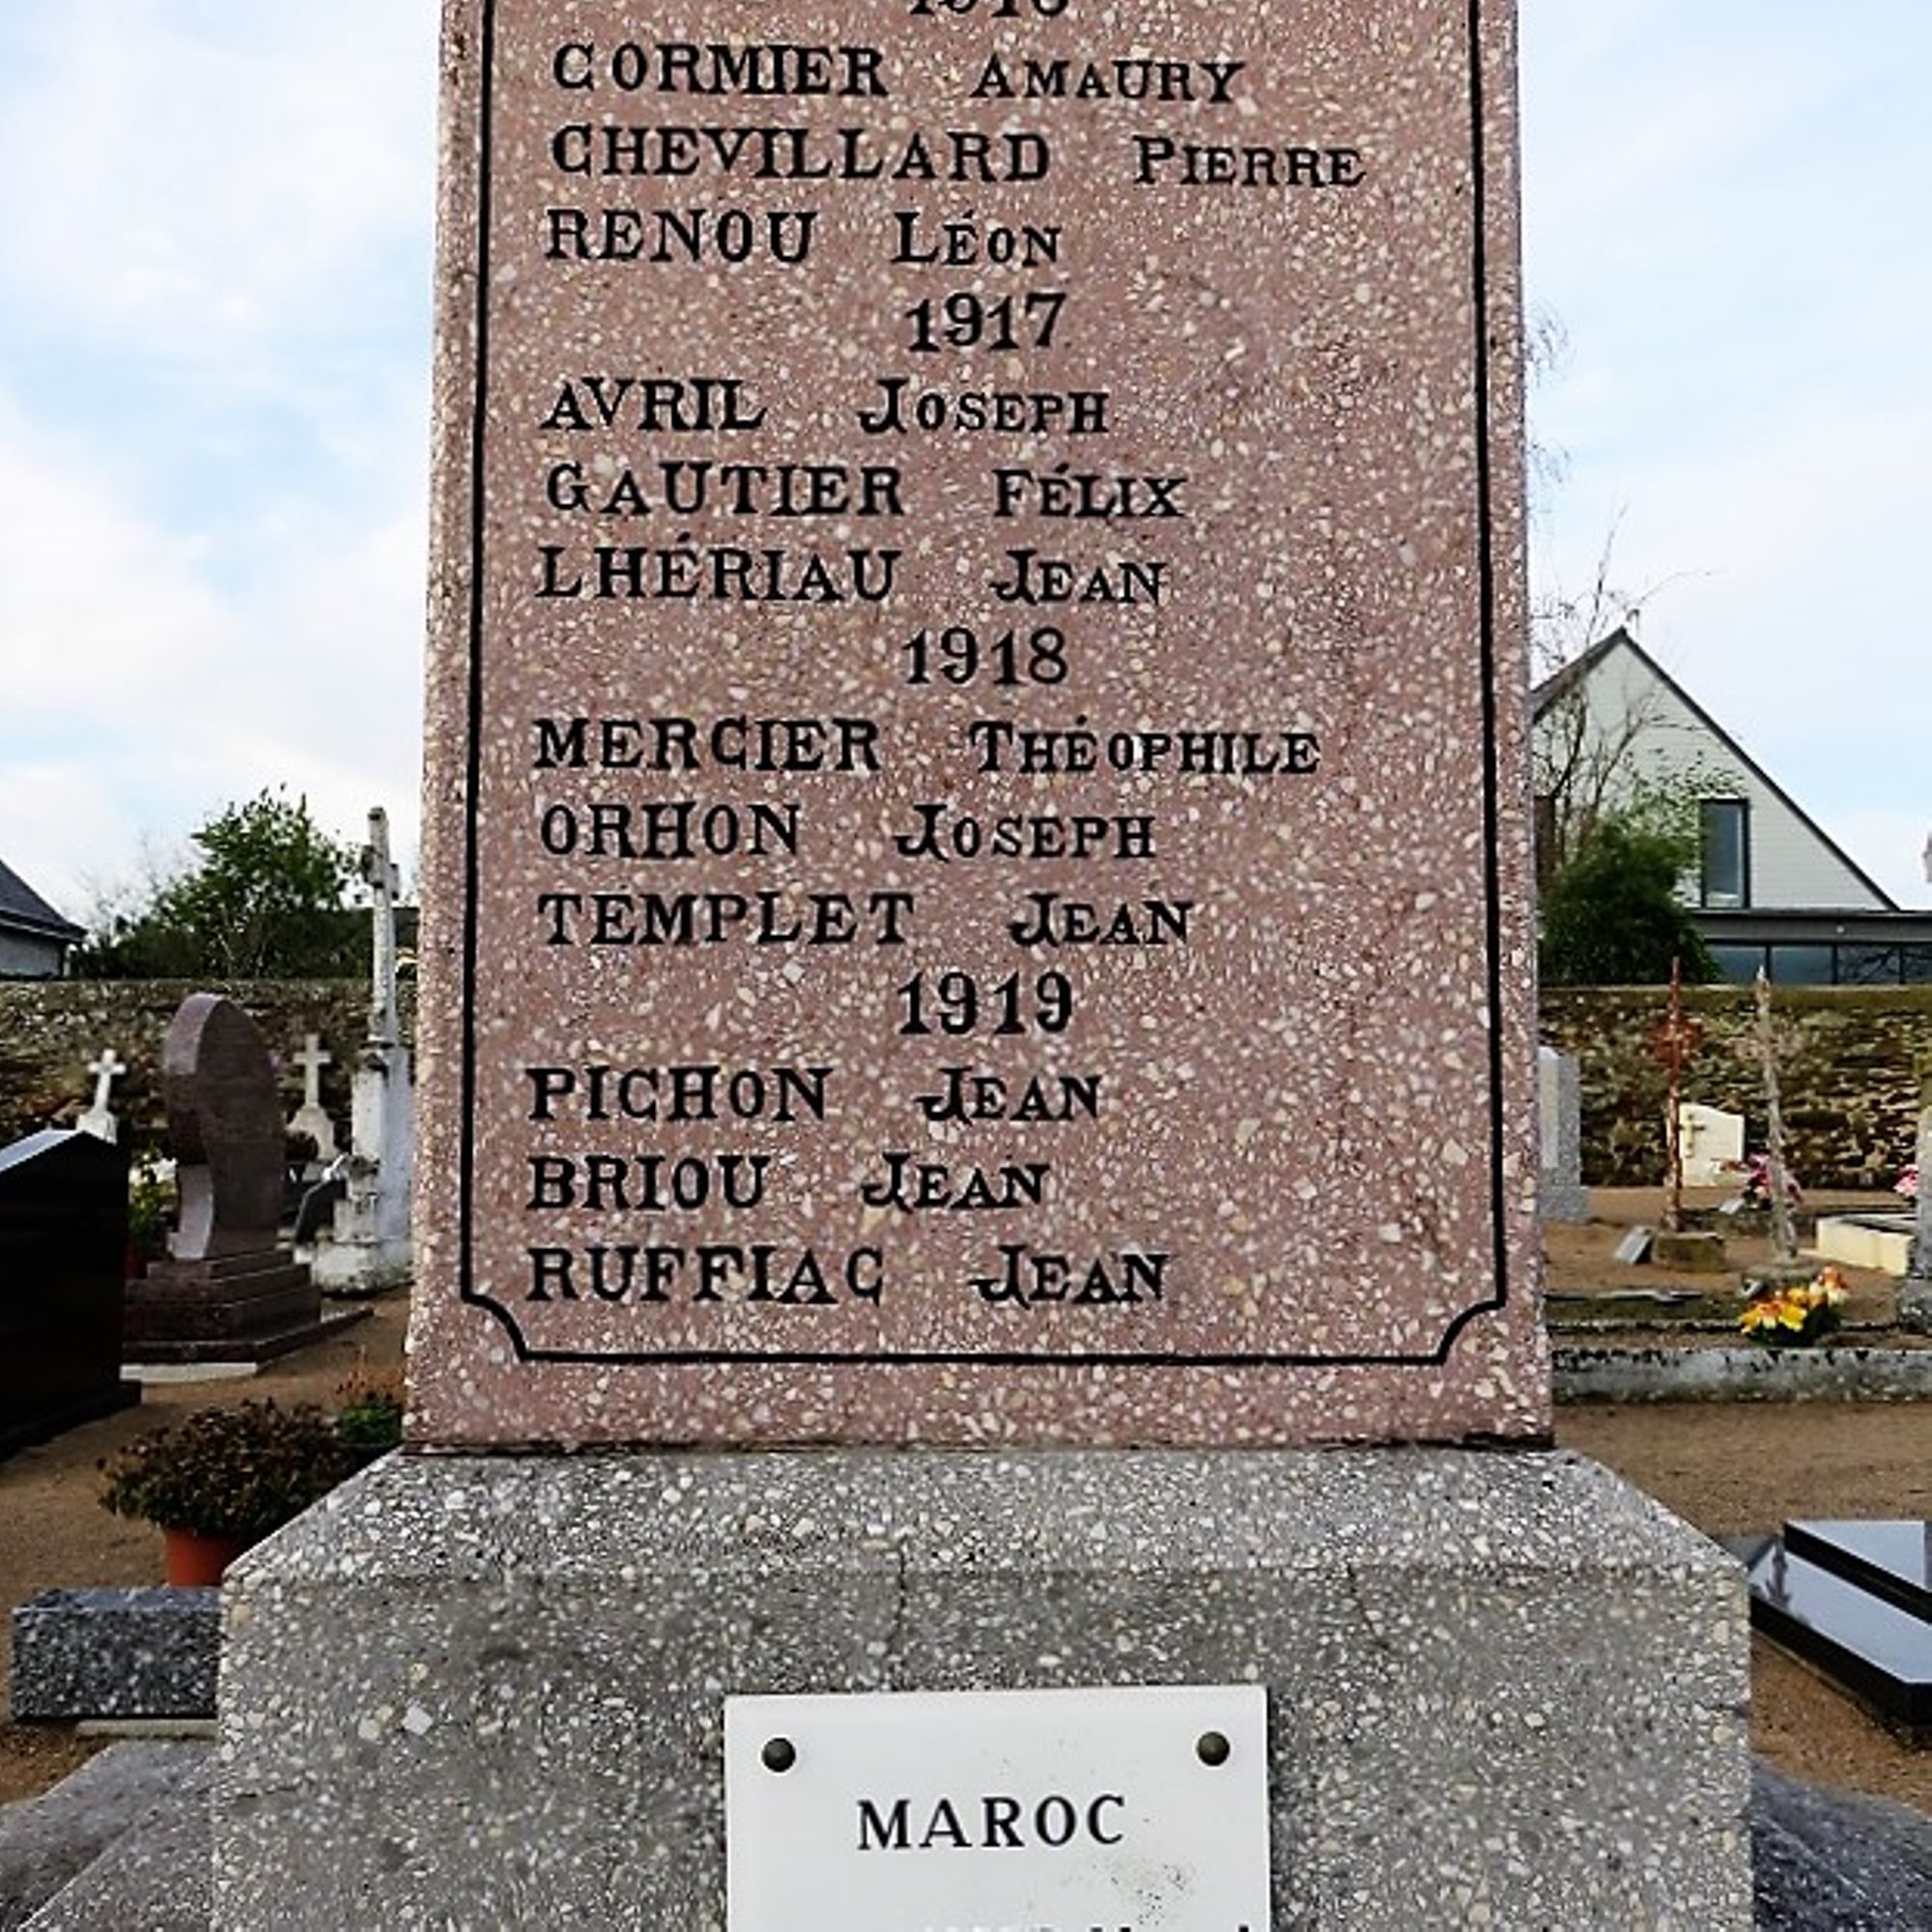 CORMIER AMAURY
CHEVILLARD PIERRE
RENOU LÉON
1917
AVRIL JOSEPH
GAUTIER FÉLIX
LHÉRIAU JEAN
1918
MERCIER THÉOPHILE
ORHON JOSEPH
TEMPLET JEAN
1919
PICHON JEAN
BRIOU JEAN
RUFFIAC JEAN
MAROC